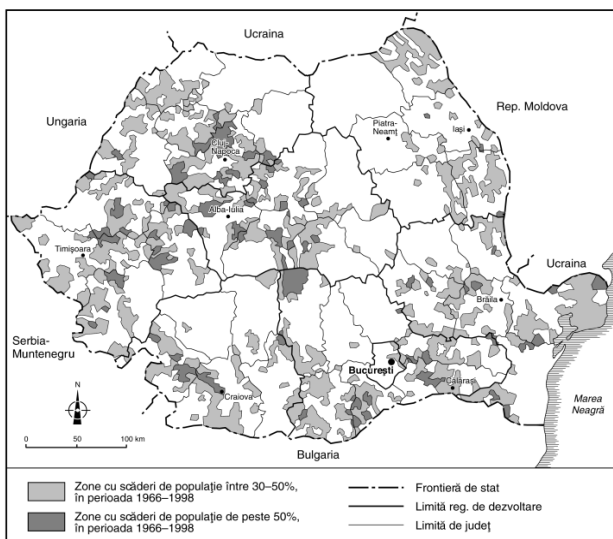 Ucraina
Ungaria
Rep. Moldova
Piatra-
Neamț
Iași
Cluj-
Napoca
Alba-Iulia
Timișoara
Ucraina
Brăila
Serbia-
Muntenegru
București
Călărași
Marea
Neagră
N
Craiova
0 50 100 km
Bulgaria
Zone cu scăderi de populație între 30–50%,
în perioada 1966–1998
Zone cu scăderi de populație de peste 50%,
în perioada 1966–1998
Frontieră de stat
Limită reg. de dezvoltare
Limită de județ